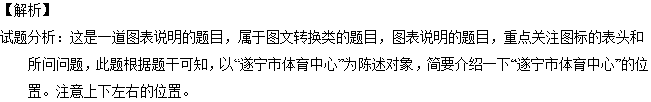 【解析】
试题分析：这是一道图表说明的题目，属于图文转换类的题目，图表说明的题目，重点关注图标的表头和
所问问题，此题根据题干可知，以“遂宁市体育中心”为陈述对象，简要介绍一下“遂宁市体育中心”的位
置。注意上下左右的位置。